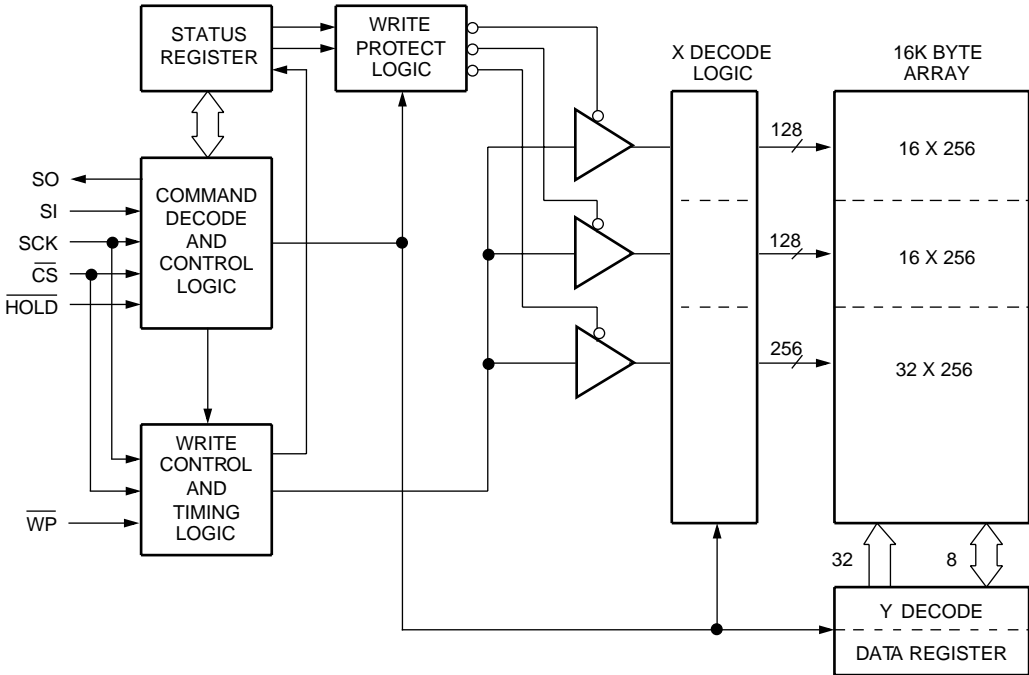 STATUS
REGISTER
WRITE
PROTECT
LOGIC
X DECODE
LOGIC
16K BYTE
ARRAY
SO
SI
SCK
CS
HOLD
WP
COMMAND
DECODE
AND
CONTROL
LOGIC
WRITE
CONTROL
AND
TIMING
LOGIC
128
128
256
16 X 256
16 X 256
32 X 256
32
8
Y DECODE
DATA REGISTER